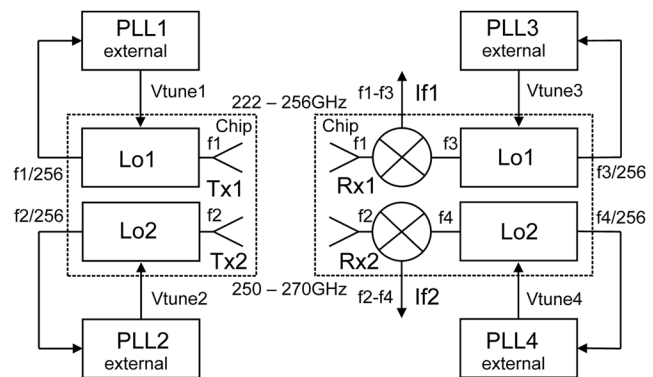 PLL1
external
PLL3
external
Vtune1
f1-f3
If1
Vtune3
222 – 256GHz
Chip
Chip
Lo1
f1
f1
f3
Lo1
f1/256
Tx1
Rx1
f3/256
f2/256
f4/256
Lo2
f2
f2
f4
Lo2
Tx2
Rx2
250 – 270GHz
Vtune2
f2-f4
If2
Vtune4
PLL2
external
PLL4
external